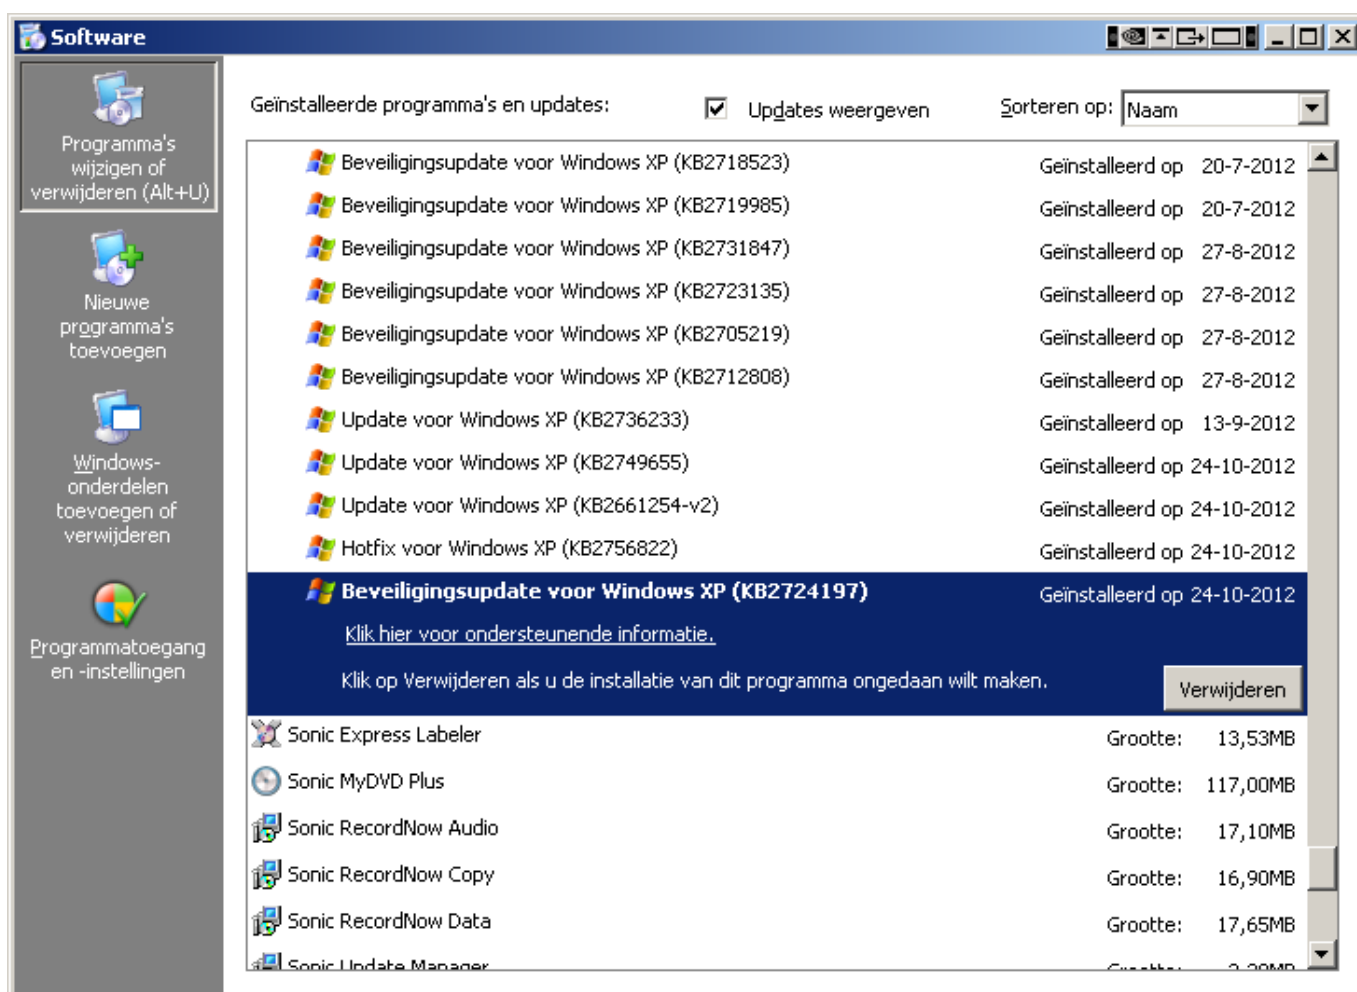 Software
Programma's
wijzigen of
verwijderen (Alt+U)
Nieuwe
programma's
toevoegen
Windows-
onderdelen
toevoegen of
verwijderen
Programmatoegang
en -instellingen
Geïnstalleerde programma's en updates: Updates weergeven Sorteren op: Naam
Beveiligingsupdate voor Windows XP (KB2718523) Geïnstalleerd op 20-7-2012
Beveiligingsupdate voor Windows XP (KB2719985) Geïnstalleerd op 20-7-2012
Beveiligingsupdate voor Windows XP (KB2731847) Geïnstalleerd op 27-8-2012
Beveiligingsupdate voor Windows XP (KB2723135) Geïnstalleerd op 27-8-2012
Beveiligingsupdate voor Windows XP (KB2705219) Geïnstalleerd op 27-8-2012
Beveiligingsupdate voor Windows XP (KB2712808) Geïnstalleerd op 27-8-2012
Update voor Windows XP (KB2736233) Geïnstalleerd op 13-9-2012
Update voor Windows XP (KB2749655) Geïnstalleerd op 24-10-2012
Update voor Windows XP (KB2661254-v2) Geïnstalleerd op 24-10-2012
Hotfix voor Windows XP (KB2756822) Geïnstalleerd op 24-10-2012
Beveiligingsupdate voor Windows XP (KB2724197) Geïnstalleerd op 24-10-2012
Klik hier voor ondersteunende informatie.
Klik op Verwijderen als u de installatie van dit programma ongedaan wilt maken. Verwijderen
Sonic Express Labeler Grootte: 13,53MB
Sonic MyDVD Plus Grootte: 117,00MB
Sonic RecordNow Audio Grootte: 17,10MB
Sonic RecordNow Copy Grootte: 16,90MB
Sonic RecordNow Data Grootte: 17,65MB
Sonic Update Manager Grootte: